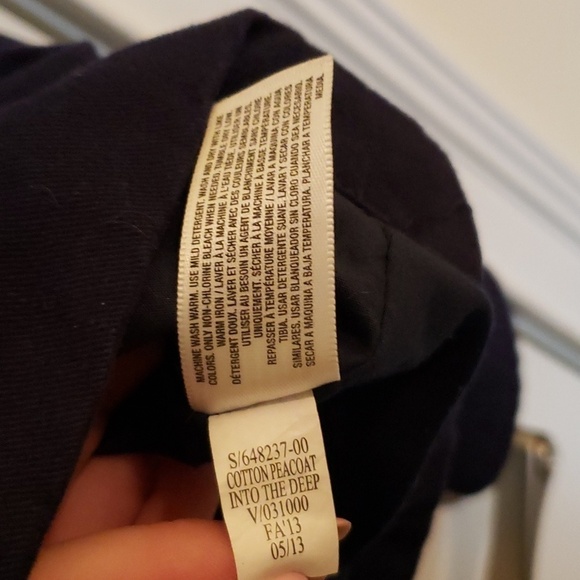 MACHINE WASH WARM. USE MILD DETERGENT. WASH AND DRY WITH LIKE
COLORS. ONLY NON-CHLORINE BLEACH WHEN NEEDED. TUMBLE DRY LOW.
WARM IRON / LAVER À LA MACHINE À L'EAU TIÈDE. UTILISER UN
DÉTERGENT DOUX. LAVER ET SÉCHER AVEC DES COULEURS SEMBLABLES.
UTILISER AU BESOIN UN AGENT DE BLANCHIMENT SANS CHLORE
UNIQUEMENT. SÉCHER À LA MACHINE À BASSE TEMPÉRATURE.
REPASSER À TEMPÉRATURE MOYENNE / LAVAR A MAQUINA CON AGUA
TIBIA. USAR DETERGENTE SUAVE. LAVAR Y SECAR CON COLORES
SIMILARES. USAR BLANQUEADOR SIN CLORO CUANDO SEA NECESARIO.
SECAR A MAQUINA A BAJA TEMPERATURA. PLANCHAR A TEMPERATURA
MEDIA.
S/648237-00
COTTON PEACOAT
INTO THE DEEP
V/031000
FA'13
05/13